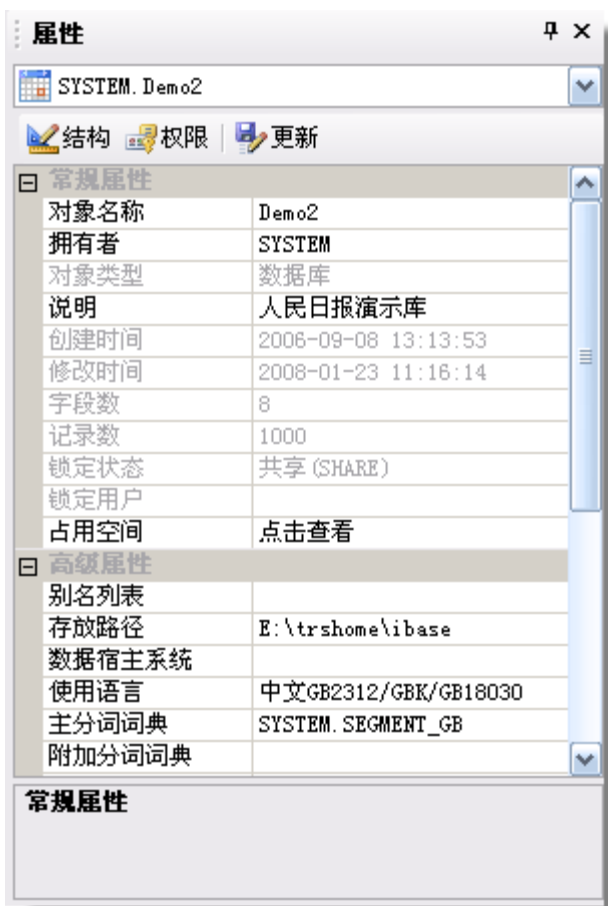 属性
SYSTEM.Demo2
结构 权限 更新
常规属性
对象名称 Demo2
拥有者 SYSTEM
对象类型 数据库
说明 人民日报演示库
创建时间 2006-09-08 13:13:53
修改时间 2008-01-23 11:16:14
字段数 8
记录数 1000
锁定状态 共享(SHARE)
锁定用户
占用空间 点击查看
高级属性
别名列表
存放路径 E:\trshome\ibase
数据宿主系统
使用语言 中文GB2312/GBK/GB18030
主分词词典 SYSTEM.SEGMENT_GB
附加分词词典
常规属性